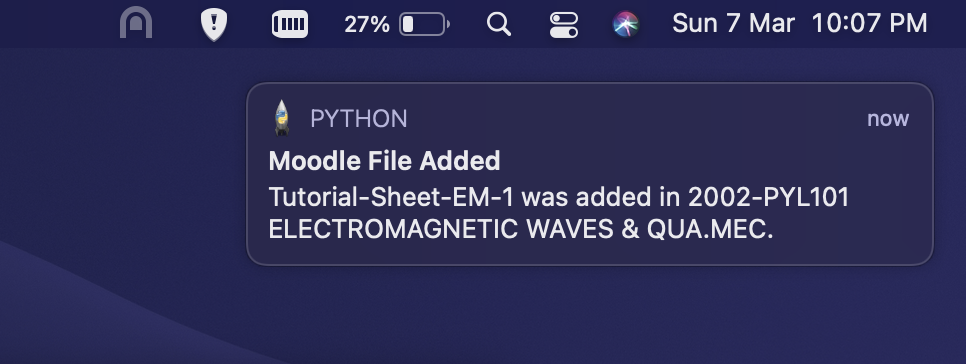 27% Sun 7 Mar 10:07 PM
PYTHON now
Moodle File Added
Tutorial-Sheet-EM-1 was added in 2002-PYL101
ELECTROMAGNETIC WAVES & QUA.MEC.